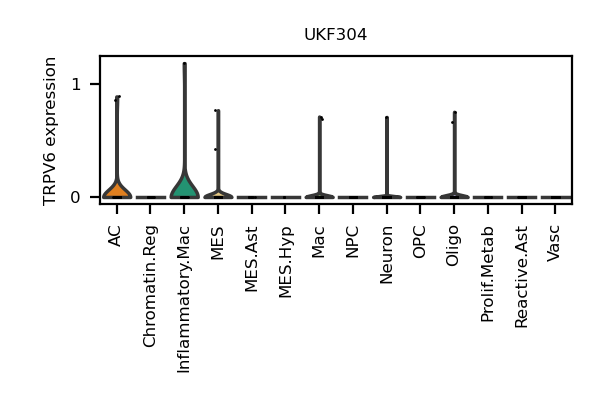 UKF304
TRPV6 expression
1
0
AC
Chromatin.Reg
Inflammatory.Mac
MES
MES.Ast
MES.Hyp
Mac
NPC
Neuron
OPC
Oligo
Prolif.Metab
Reactive.Ast
Vasc